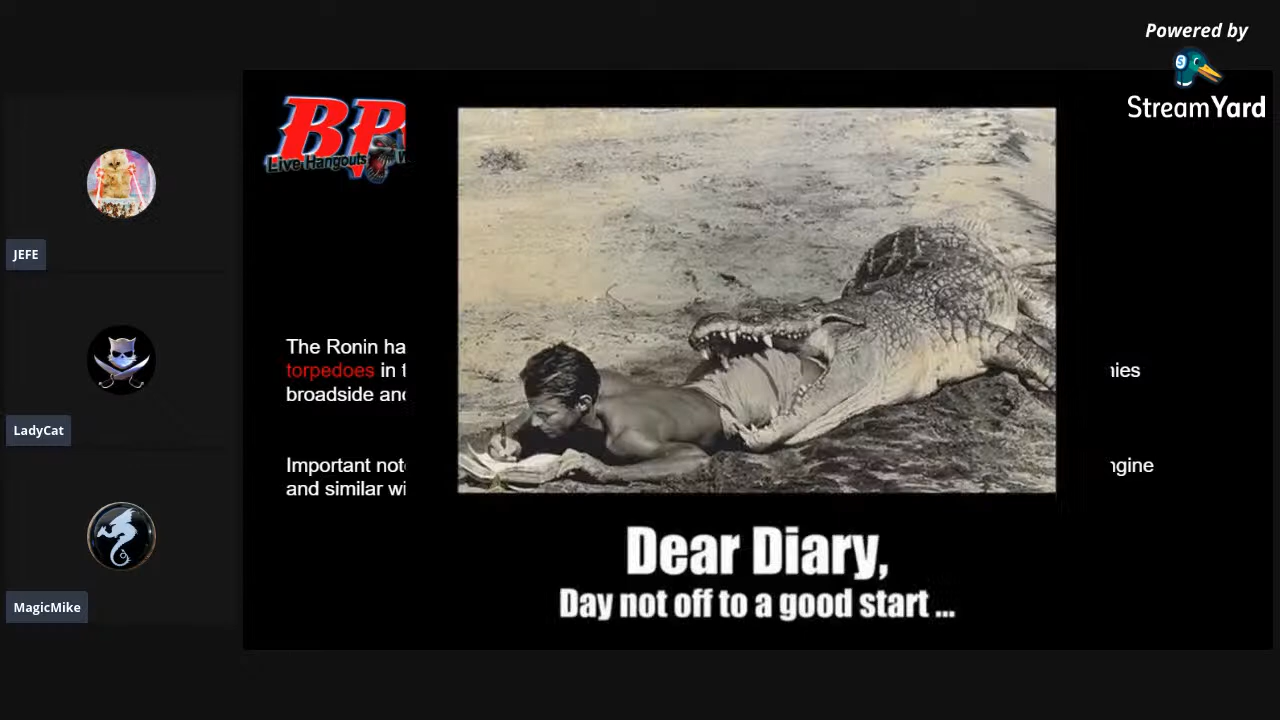 Powered by
StreamYard
BP
Live Hangouts
JEFE
The Ronin ha
torpedoes in t
nies
broadside and
LadyCat
Important not
ngine
and similar wi
Dear Diary,
Day not off to a good start ...
MagicMike